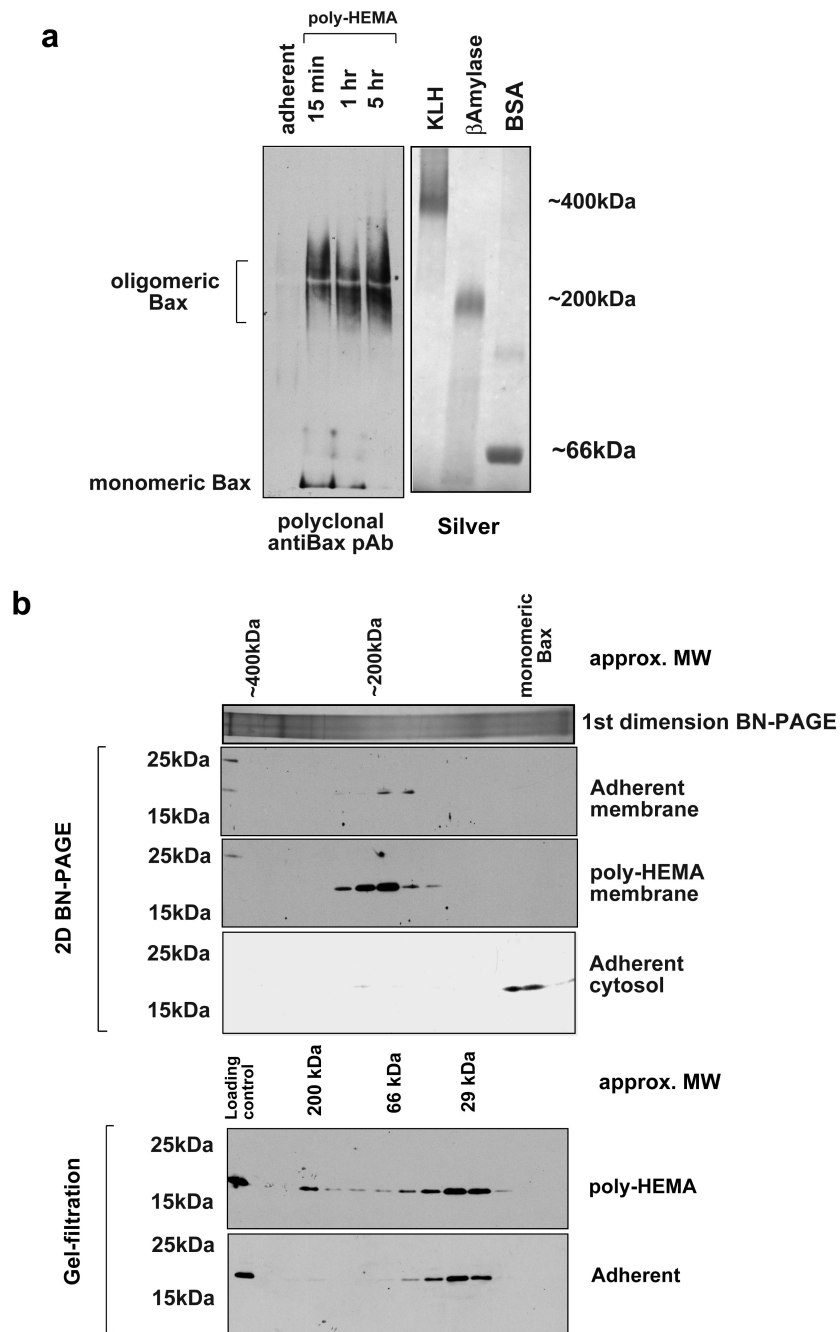 a
poly-HEMA
adherent
15 min
1 hr
5 hr
KLH
βAmylase
BSA
~400kDa
oligomeric
Bax
~200kDa
~66kDa
monomeric Bax
polyclonal
antiBax pAb
Silver
b
~400kDa
~200kDa
monomeric
Bax
approx. MW
1st dimension BN-PAGE
2D BN-PAGE
25kDa
15kDa
Adherent
membrane
25kDa
15kDa
poly-HEMA
membrane
25kDa
15kDa
Adherent
cytosol
Loading
control
200 kDa
66 kDa
29 kDa
approx. MW
Gel-filtration
25kDa
15kDa
poly-HEMA
25kDa
15kDa
Adherent